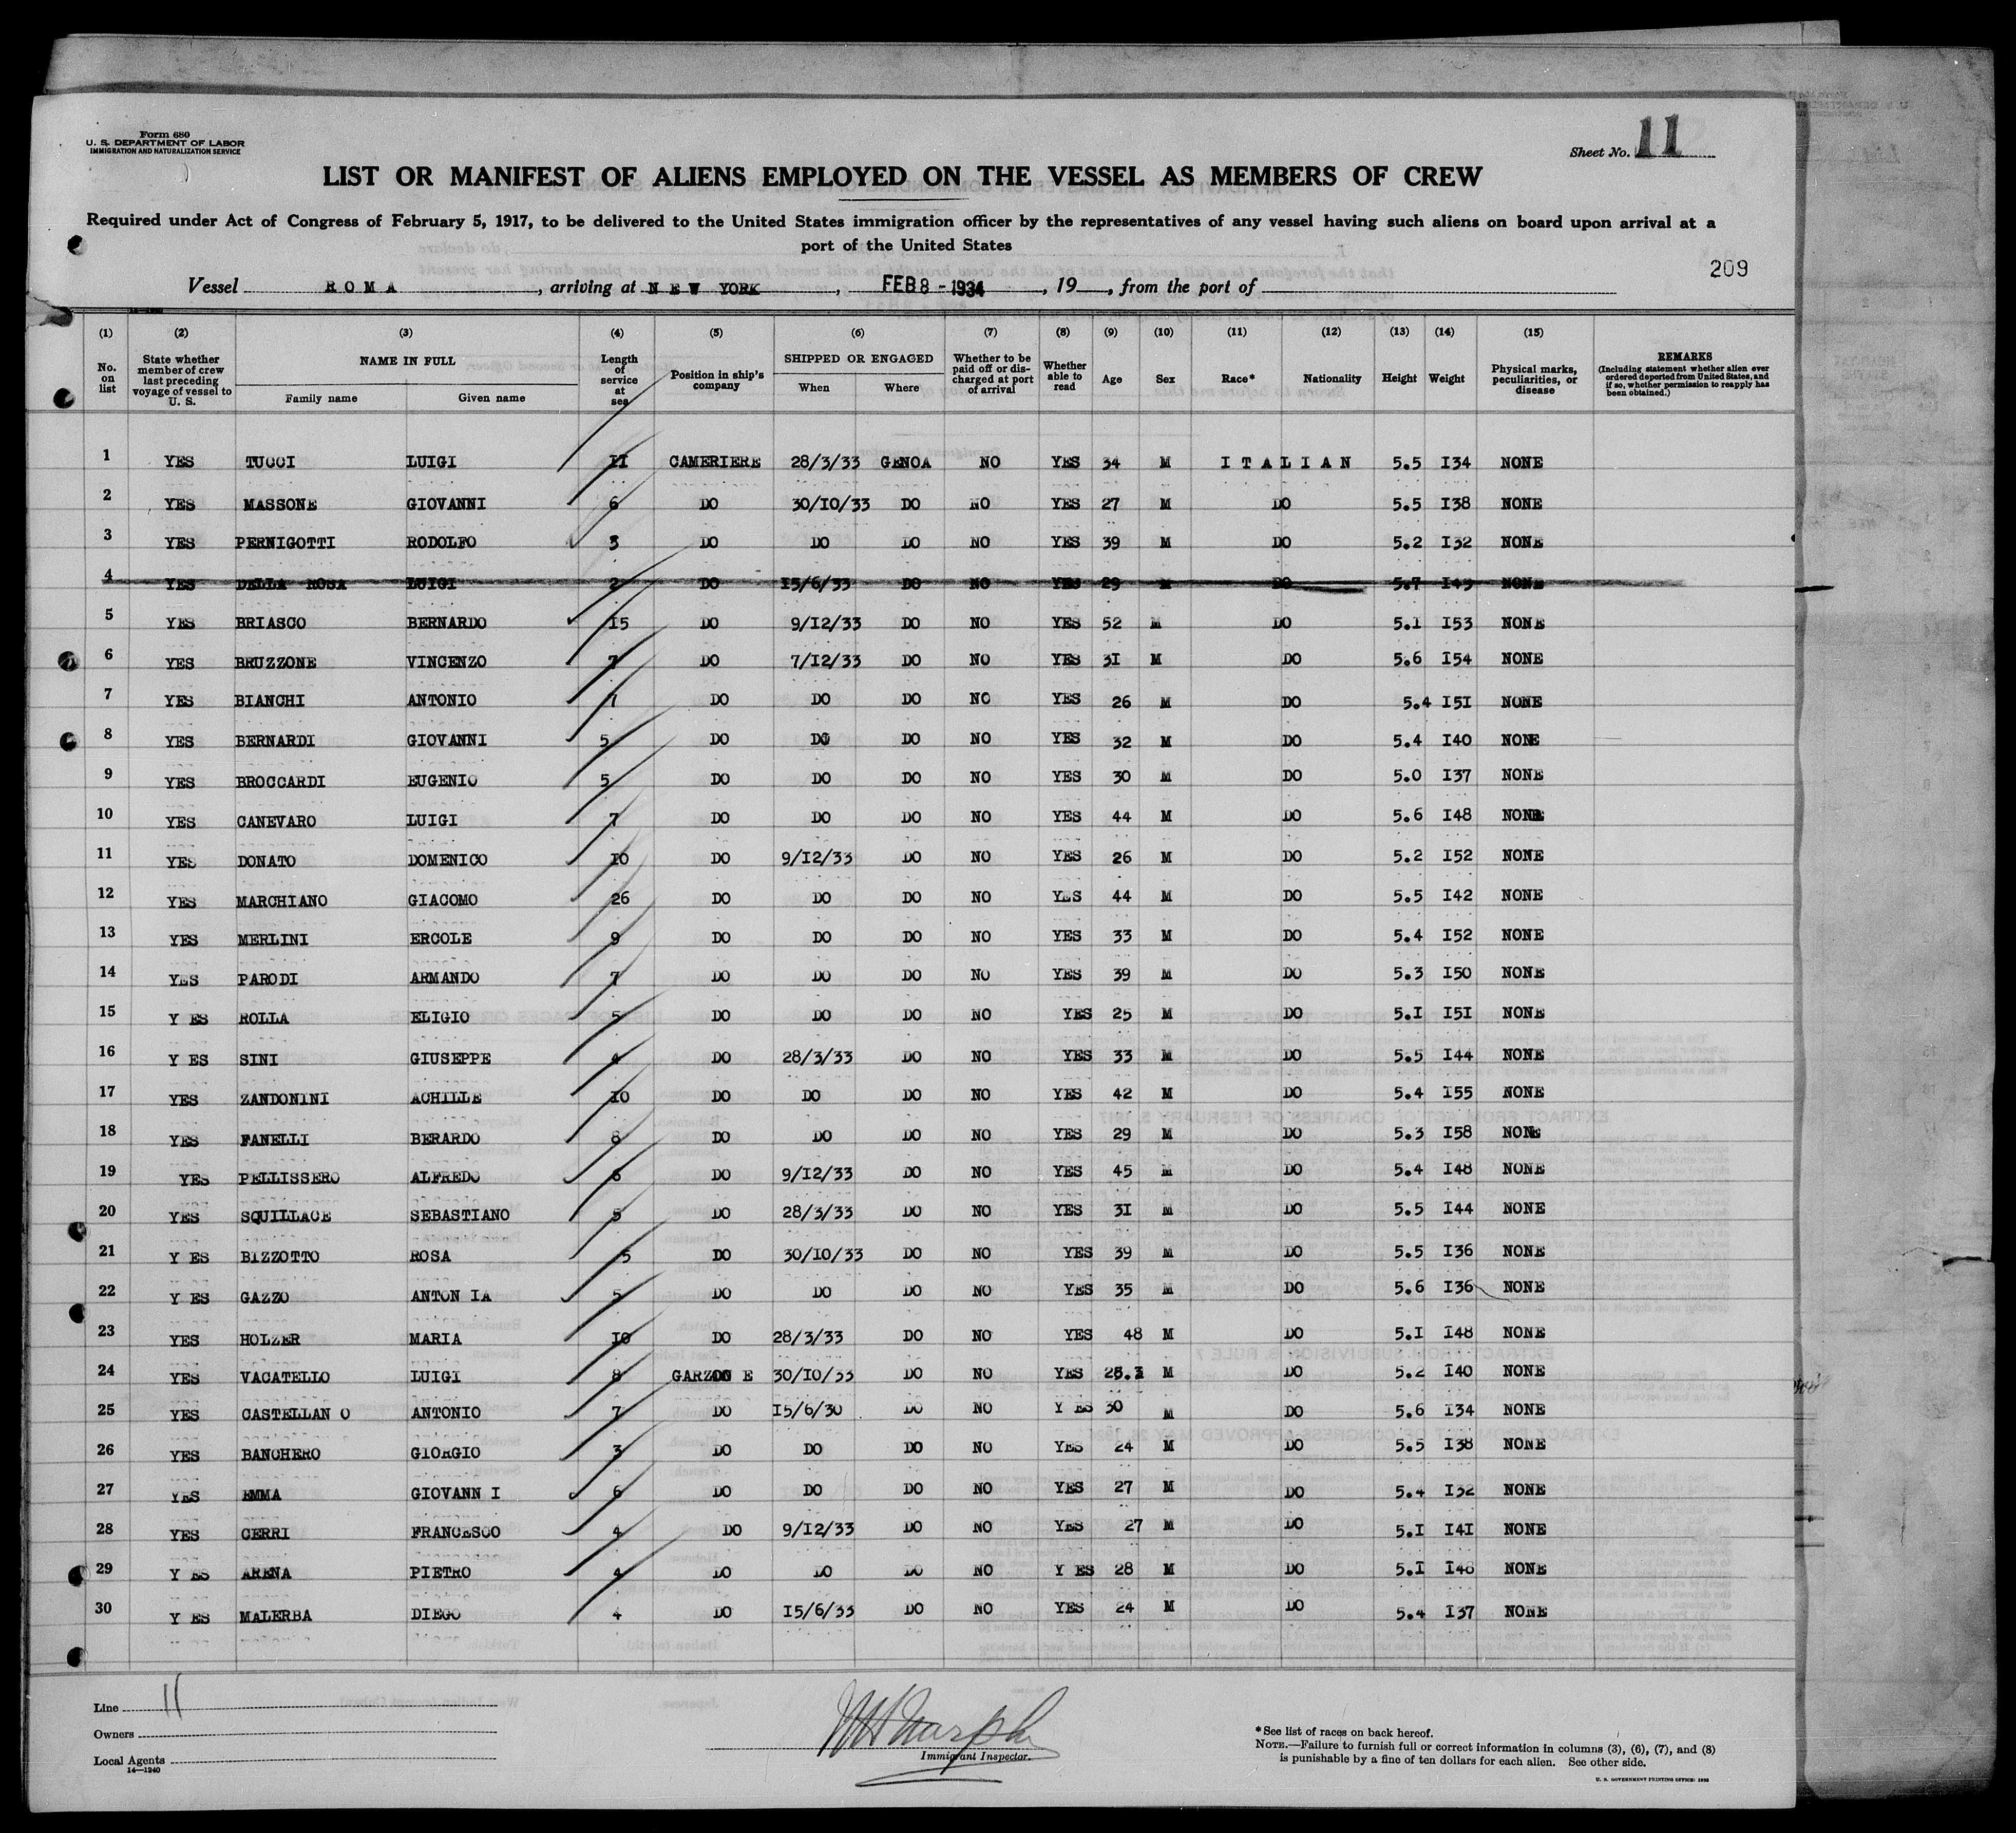 Form 680
U. S. DEPARTMENT OF LABOR
IMMIGRATION AND NATURALIZATION SERVICE
Sheet No. 11
LIST OR MANIFEST OF ALIENS EMPLOYED ON THE VESSEL AS MEMBERS OF CREW
Required under Act of Congress of February 5, 1917, to be delivered to the United States immigration officer by the representatives of any vessel having such aliens on board upon arrival at a
port of the United States
209
Vessel ROMA, arriving at NEW YORK, FEB 8 - 1934, 19, from the port of
(1) (2) (3) (4) (5) (6) (7) (8) (9) (10) (11) (12) (13) (14) (15)
No. on list State whether member of crew last preceding voyage of vessel to U. S. NAME IN FULL Family name Given name Length of service at sea Position in ship's company SHIPPED OR ENGAGED When Where Whether to be paid off or discharged at port of arrival Whether able to read Age Sex Race* Nationality Height Weight Physical marks, peculiarities, or disease REMARKS (Including statement whether alien ever ordered deported from United States, and if so, whether permission to reapply has been obtained.)
1 YES TUCCI LUIGI 11 CAMERIERE 28/3/33 GENOA NO YES 34 M ITALIAN 5.5 134 NONE
2 YES MASSONE GIOVANNI 6 DO 30/10/33 DO NO YES 27 M DO 5.5 138 NONE
3 YES PERNIGOTTI RODOLFO 3 DO DO DO NO YES 39 M DO 5.2 132 NONE
4 YES DELLA ROSA LUIGI 2 DO 15/6/33 DO NO YES 29 M DO 5.7 149 NONE
5 YES BRIASCO BERNARDO 15 DO 9/12/33 DO NO YES 52 M DO 5.1 153 NONE
6 YES BRUZZONE VINCENZO 7 DO 7/12/33 DO NO YES 31 M DO 5.6 154 NONE
7 YES BIANCHI ANTONIO 7 DO DO DO NO YES 26 M DO 5.4 151 NONE
8 YES BERNARDI GIOVANNI 5 DO DO DO NO YES 32 M DO 5.4 140 NONE
9 YES BROCCARDI EUGENIO 5 DO DO DO NO YES 30 M DO 5.0 137 NONE
10 YES CANEVARO LUIGI 7 DO DO DO NO YES 44 M DO 5.6 148 NONE
11 YES DONATO DOMENICO 10 DO 9/12/33 DO NO YES 26 M DO 5.2 152 NONE
12 YES MARCHIANO GIACOMO 26 DO DO DO NO YES 44 M DO 5.5 142 NONE
13 YES MERLINI ERCOLE 9 DO DO DO NO YES 33 M DO 5.4 152 NONE
14 YES PARODI ARMANDO 7 DO DO DO NO YES 39 M DO 5.3 150 NONE
15 Y ES ROLLA ELIGIO 5 DO DO DO NO YES 25 M DO 5.1 151 NONE
16 Y ES SINI GIUSEPPE 4 DO 28/3/33 DO NO YES 33 M DO 5.5 144 NONE
17 YES ZANDONINI ACHILLE 10 DO DO DO NO YES 42 M DO 5.4 155 NONE
18 YES FANELLI BERARDO 8 DO DO DO NO YES 29 M DO 5.3 158 NONE
19 YES PELLISSERO ALFREDO 6 DO 9/12/33 DO NO YES 45 M DO 5.4 148 NONE
20 YES SQUILLACE SEBASTIANO 5 DO 28/3/33 DO NO YES 31 M DO 5.5 144 NONE
21 Y ES BIZZOTTO ROSA 5 DO 30/10/33 DO NO YES 39 M DO 5.5 136 NONE
22 Y ES GAZZO ANTON IA 5 DO DO DO NO YES 35 M DO 5.6 136 NONE
23 YES HOLZER MARIA 10 DO 28/3/33 DO NO YES 48 M DO 5.1 148 NONE
24 YES VACATELLO LUIGI 8 GARZON E 30/10/33 DO NO YES M DO 5.2 140 NONE
25 YES CASTELLAN O ANTONIO 7 DO 15/6/30 DO NO Y ES 30 M DO 5.6 134 NONE
26 YES BANCHERO GIORGIO 3 DO DO DO NO YES 24 M DO 5.5 138 NONE
27 YES EMMA GIOVANN I 6 DO DO DO NO YES 27 M DO 5.4 132 NONE
28 YES CERRI FRANCESCO 4 DO 9/12/33 DO NO YES 27 M DO 5.1 141 NONE
29 Y ES ARENA PIETRO 4 DO DO DO NO Y ES 28 M DO 5.1 148 NONE
30 Y ES MALERBA DIEGO 4 DO 15/6/33 DO NO YES 24 M DO 5.4 137 NONE
Line 11
Owners
Local Agents
14—1240
Immigrant Inspector.
*See list of races on back hereof.
NOTE.—Failure to furnish full or correct information in columns (3), (6), (7), and (8)
is punishable by a fine of ten dollars for each alien. See other side.
U. S. GOVERNMENT PRINTING OFFICE: 1932